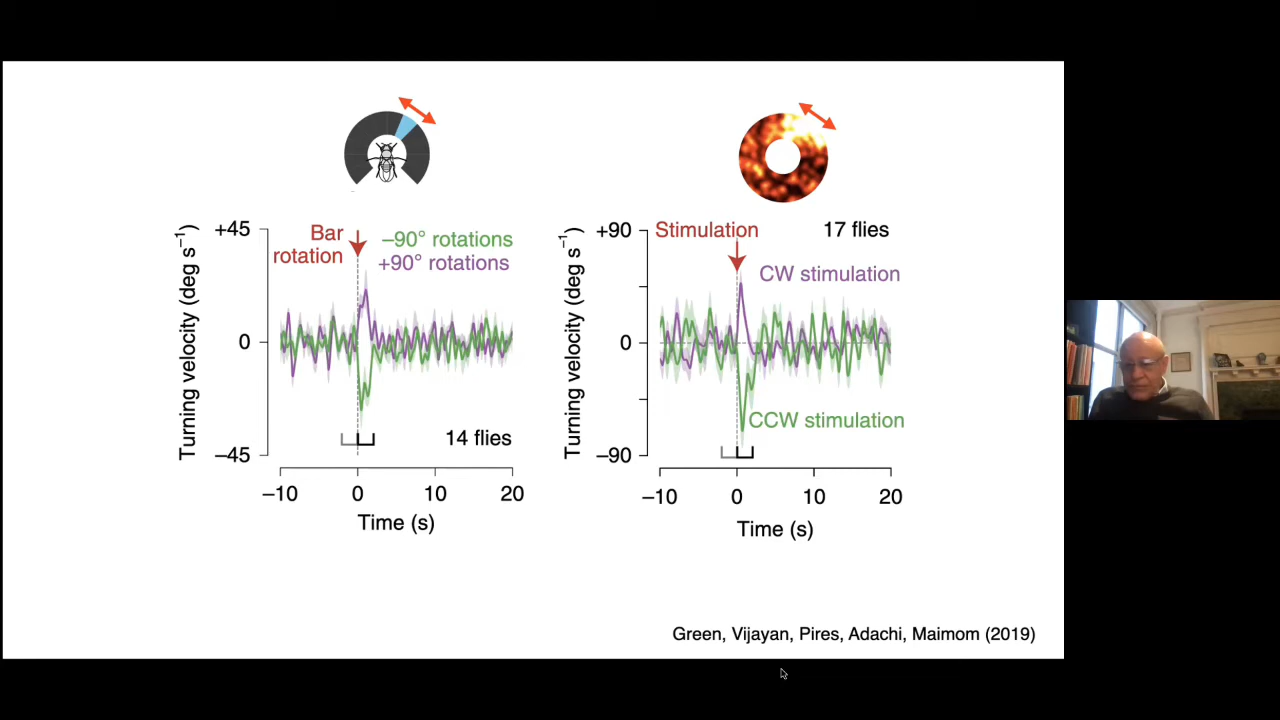 Bar
rotation
–90° rotations
+90° rotations
Turning velocity (deg s⁻¹)
+45
0
–45
14 flies
–10 0 10 20
Time (s)
Stimulation
17 flies
CW stimulation
Turning velocity (deg s⁻¹)
+90
0
–90
CCW stimulation
–10 0 10 20
Time (s)
Green, Vijayan, Pires, Adachi, Maimom (2019)